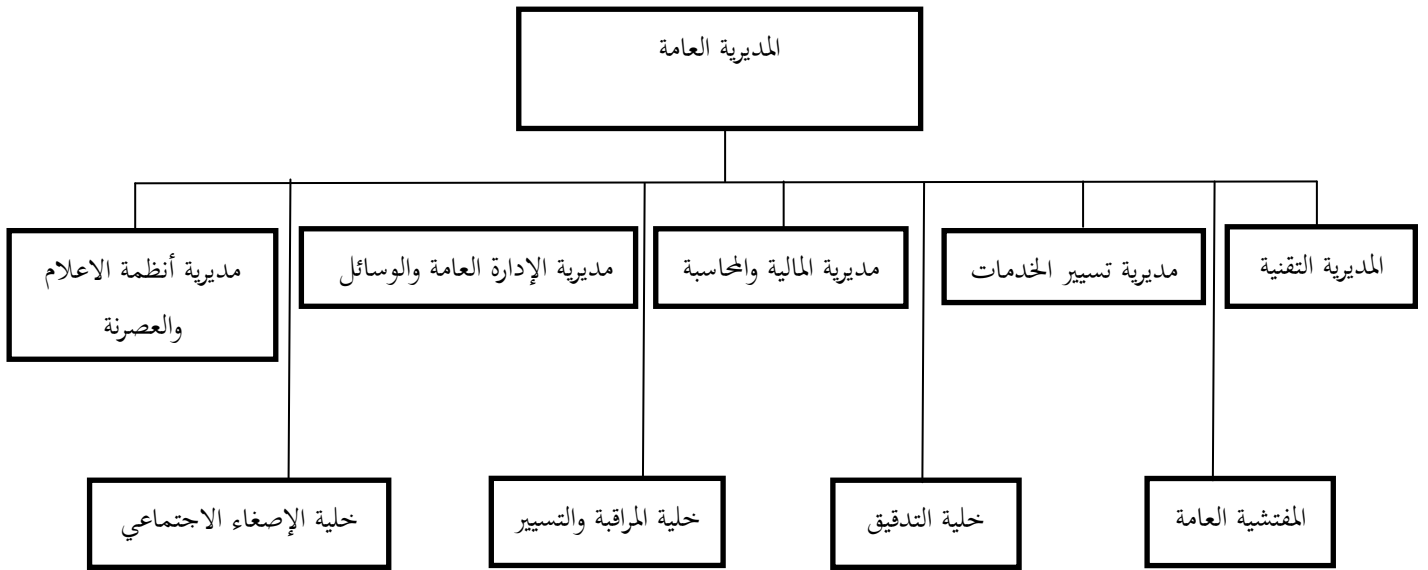 المديرية العامة
المديرية التقنية
مديرية تسيير الخدمات
مديرية المالية والمحاسبة
مديرية الإدارة العامة والوسائل
مديرية أنظمة الاعلام
والعصرنة
المفتشية العامة
خلية التدقيق
خلية المراقبة والتسيير
خلية الإصغاء الاجتماعي